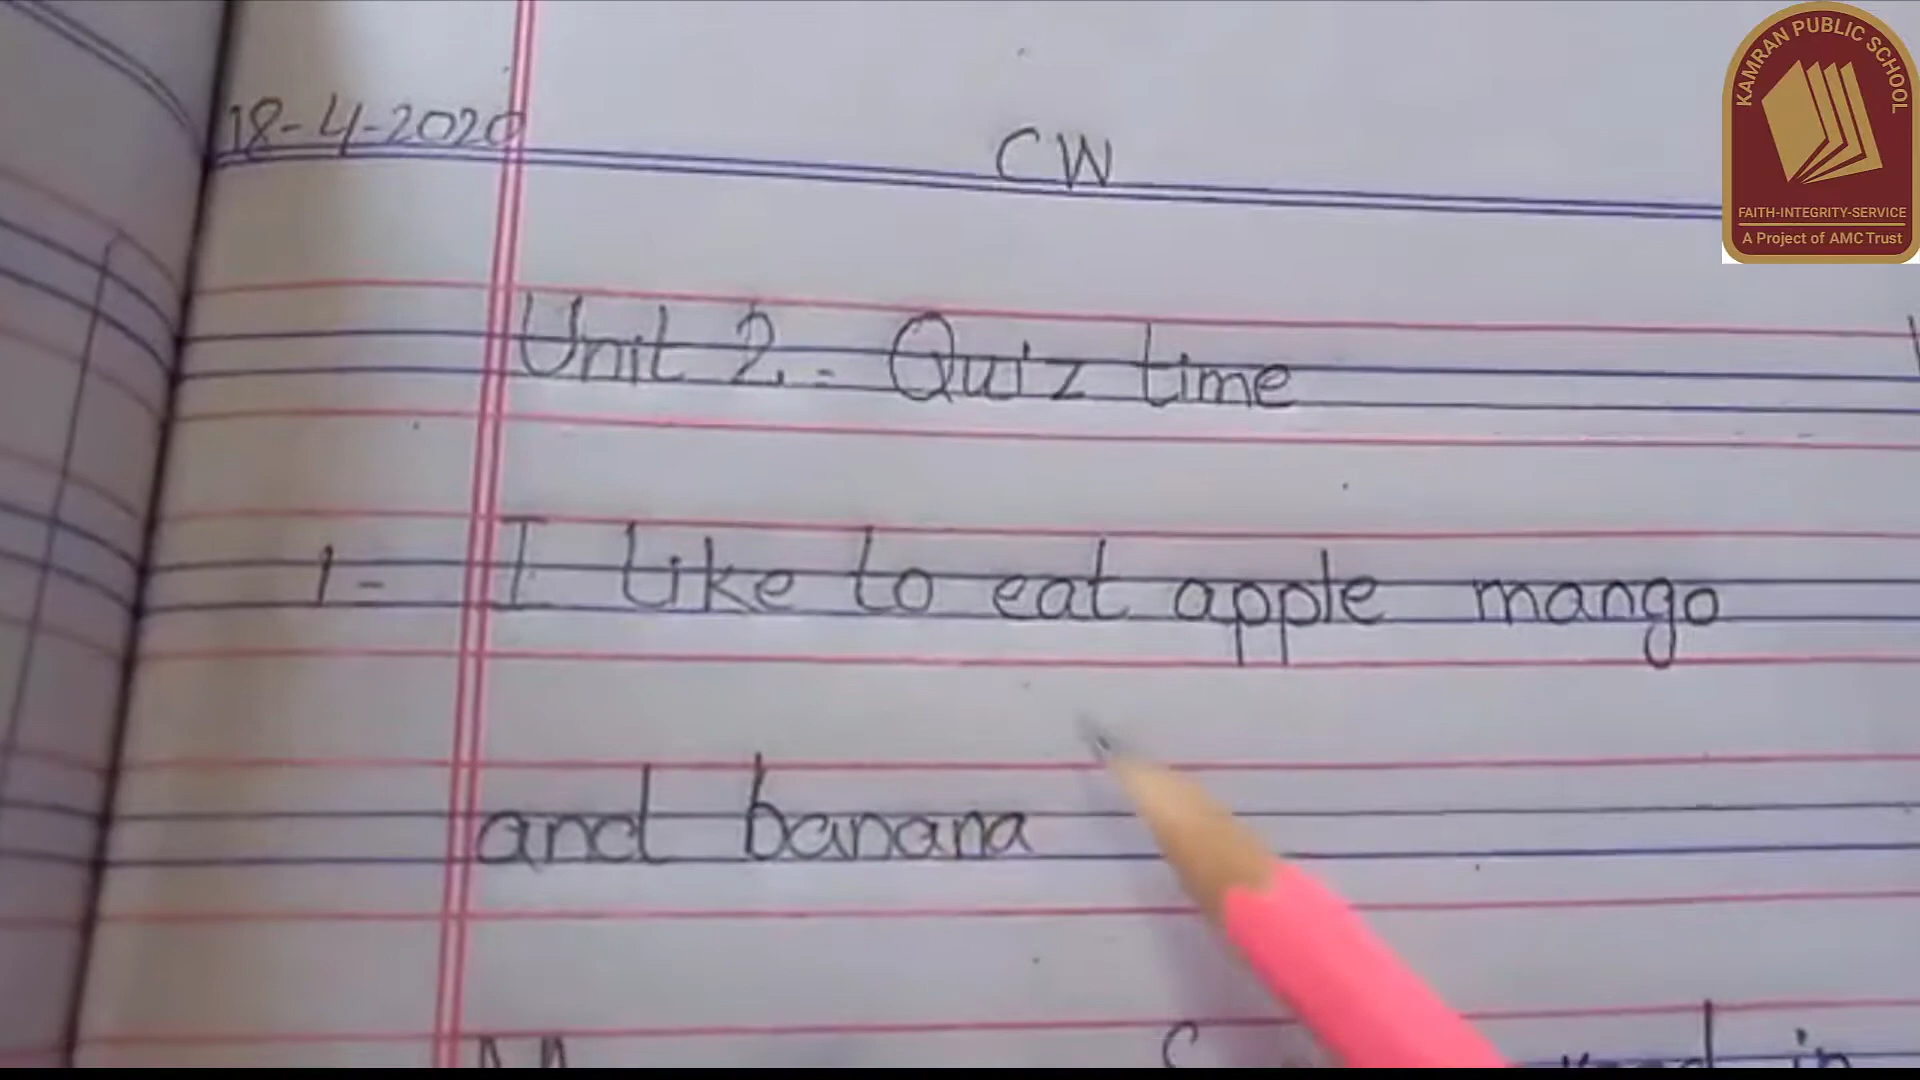 18-4-2020
CW
KAMRAN PUBLIC SCHOOL
FAITH-INTEGRITY-SERVICE
A Project of AMC Trust
Unit 2. - Quiz time
1- I like to eat apple mango
and banana
in